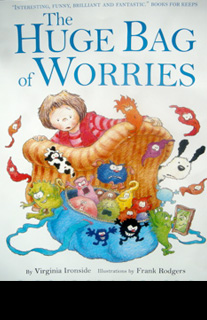 "Interesting, funny, brilliant and fantastic." Books for Keeps
The
HUGE BAG
of WORRIES
By Virginia Ironside Illustrations by Frank Rodgers